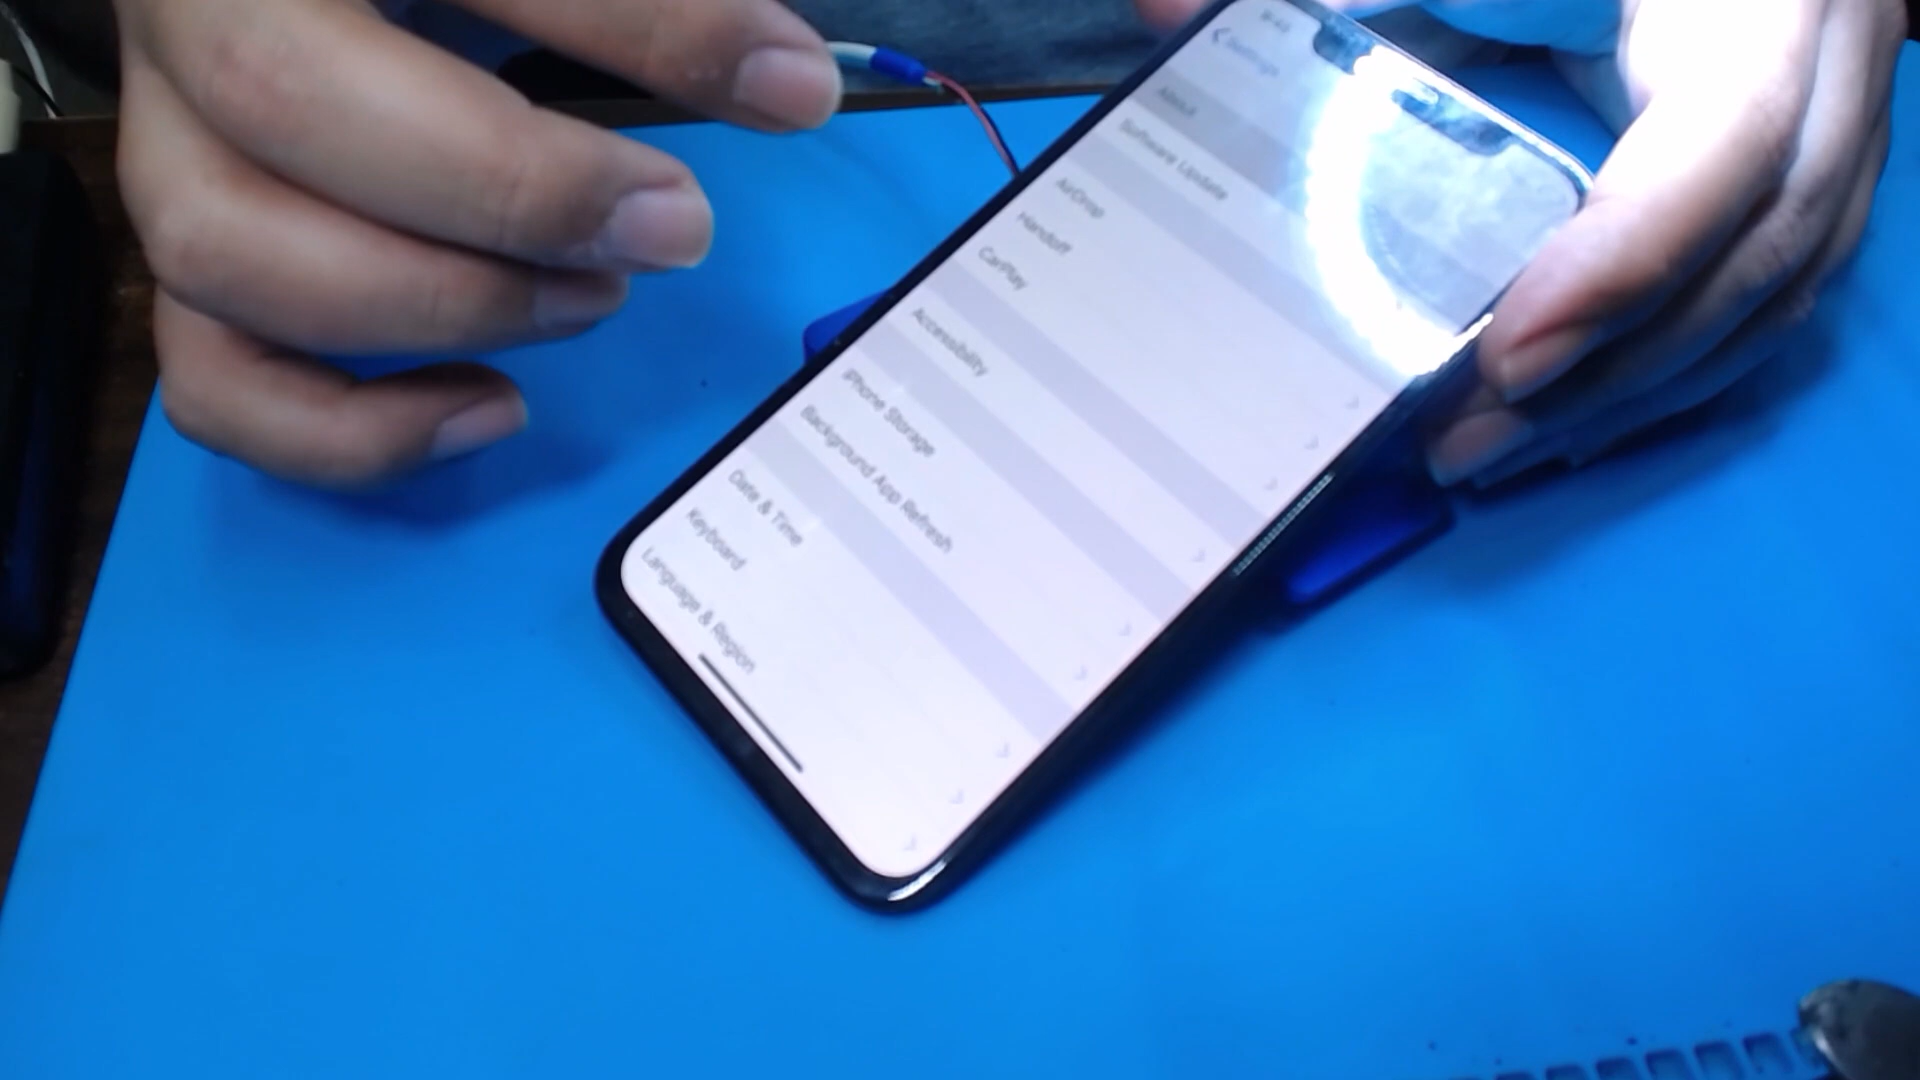 Settings
About
Software Update
AirDrop
Handoff
CarPlay
Accessibility
iPhone Storage
Background App Refresh
Date & Time
Keyboard
Language & Region